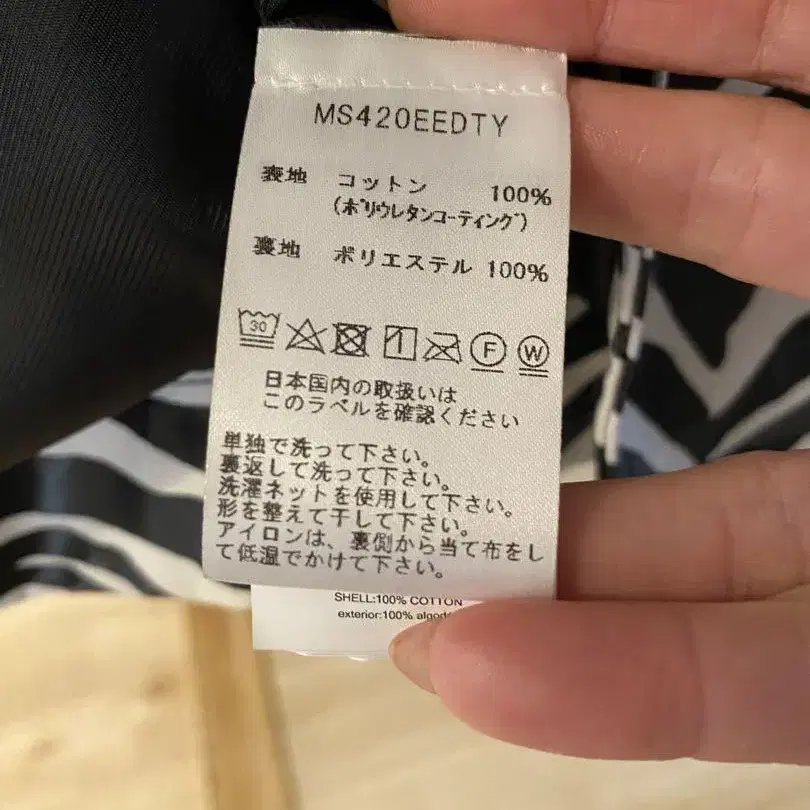 MS420EEDTY
表地 コットン 100%
(ポリウレタンコーティング)
裏地 ポリエステル 100%
30 F W
日本国内の取扱いは
このラベルを確認ください
単独で洗って下さい。
裏返して洗って下さい。
洗濯ネットを使用して下さい。
形を整えて干して下さい。
アイロンは、裏側から当て布をし
て低温でかけて下さい。
SHELL:100% COTTON
exterior:100%